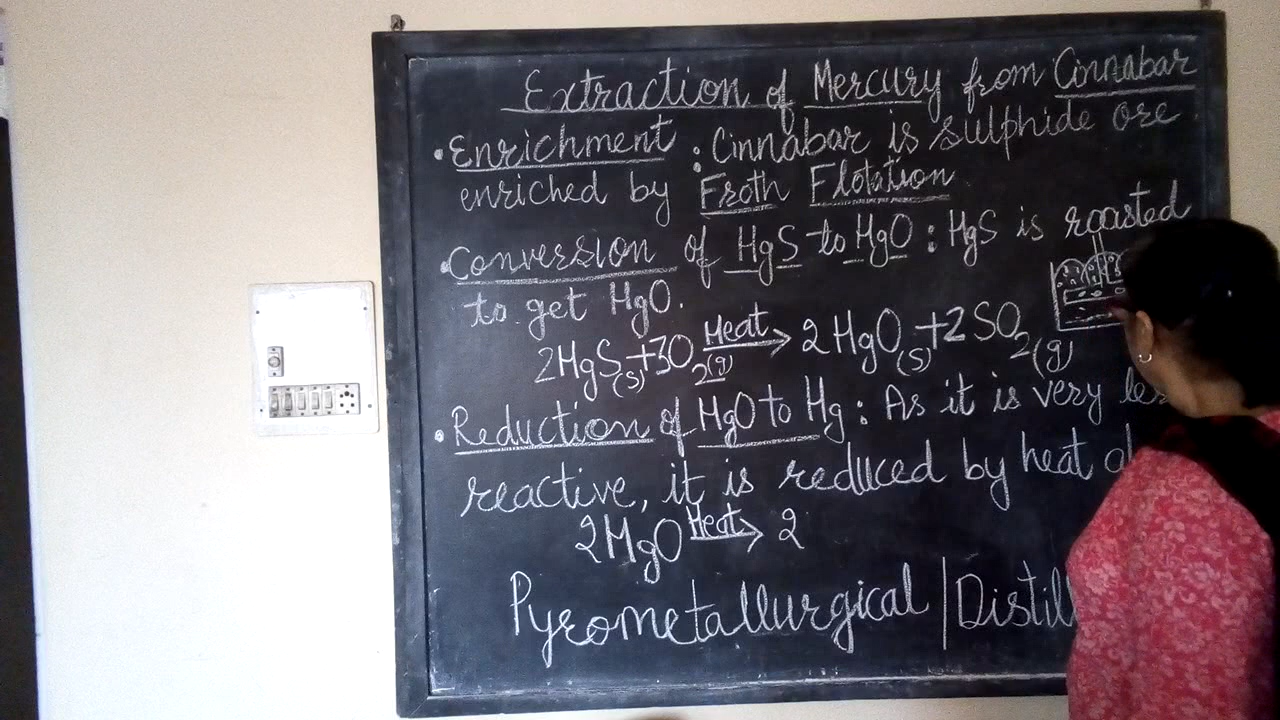 Extraction of Mercury from Cinnabar
• Enrichment : Cinnabar is sulphide ore
enriched by Froth Flotation
• Conversion of HgS to HgO : HgS is roasted
to get HgO.
2HgS(s)+3O2(g) Heat→ 2HgO(s)+2SO2(g)
• Reduction of HgO to Hg : As it is very
reactive, it is reduced by heat
2HgO Heat→ 2
Pyrometallurgical |